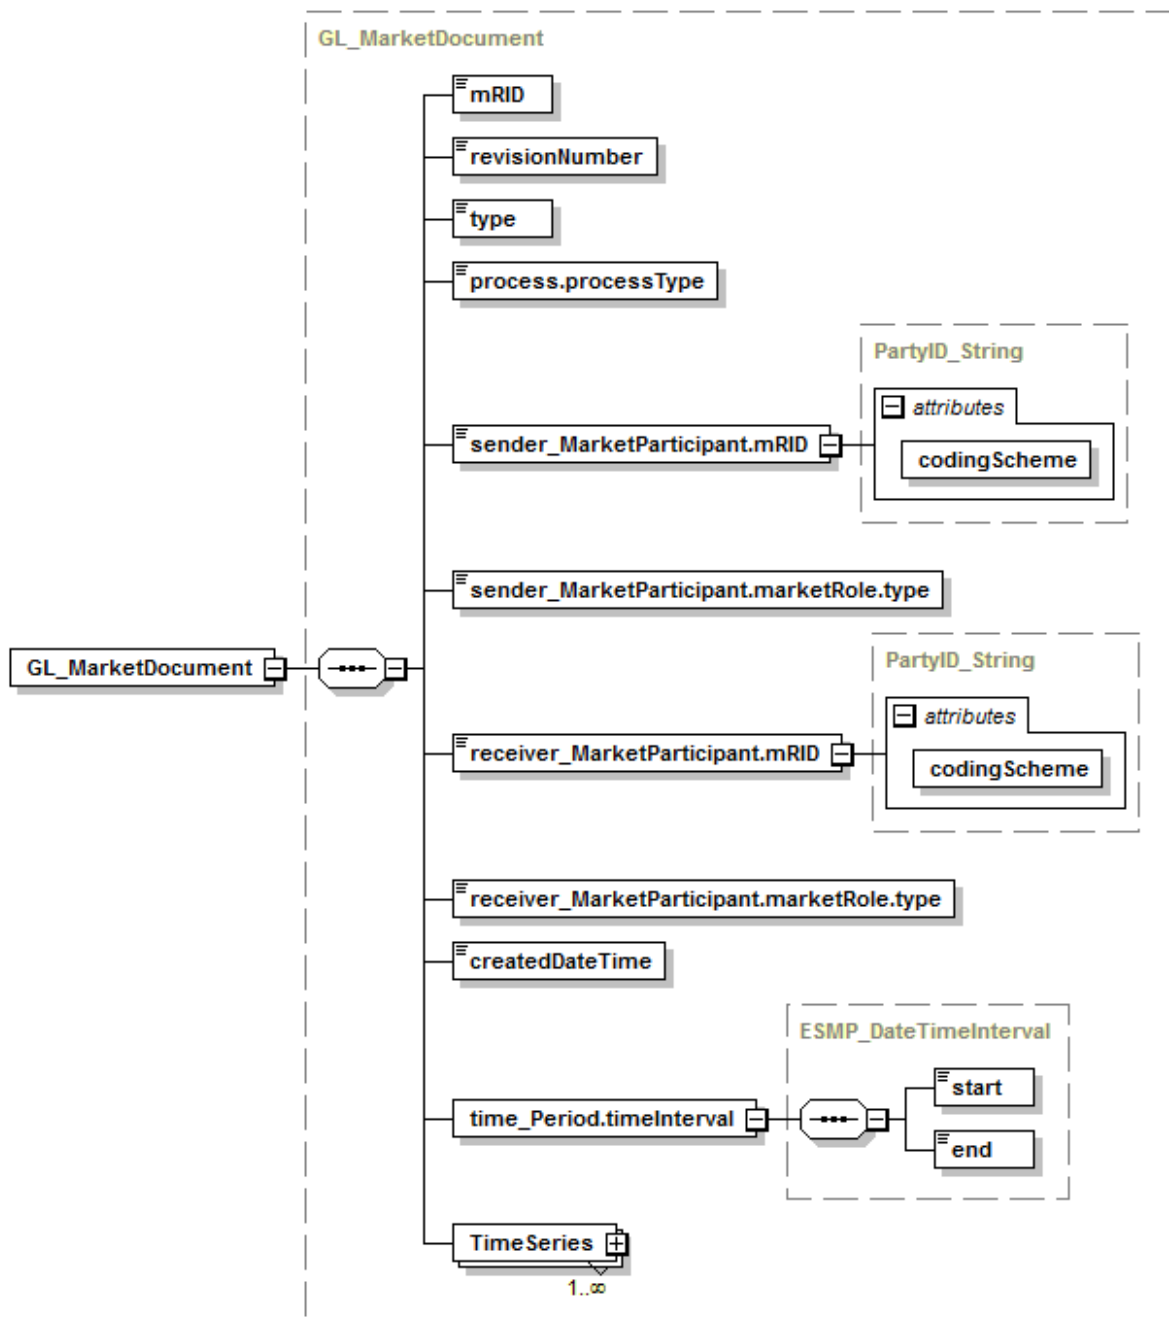 GL_MarketDocument
mRID
revisionNumber
type
process.processType
PartyID_String
attributes
sender_MarketParticipant.mRID
codingScheme
sender_MarketParticipant.marketRole.type
GL_MarketDocument
PartyID_String
attributes
receiver_MarketParticipant.mRID
codingScheme
receiver_MarketParticipant.marketRole.type
createdDateTime
ESMP_DateTimeInterval
start
time_Period.timeInterval
end
TimeSeries
1..∞